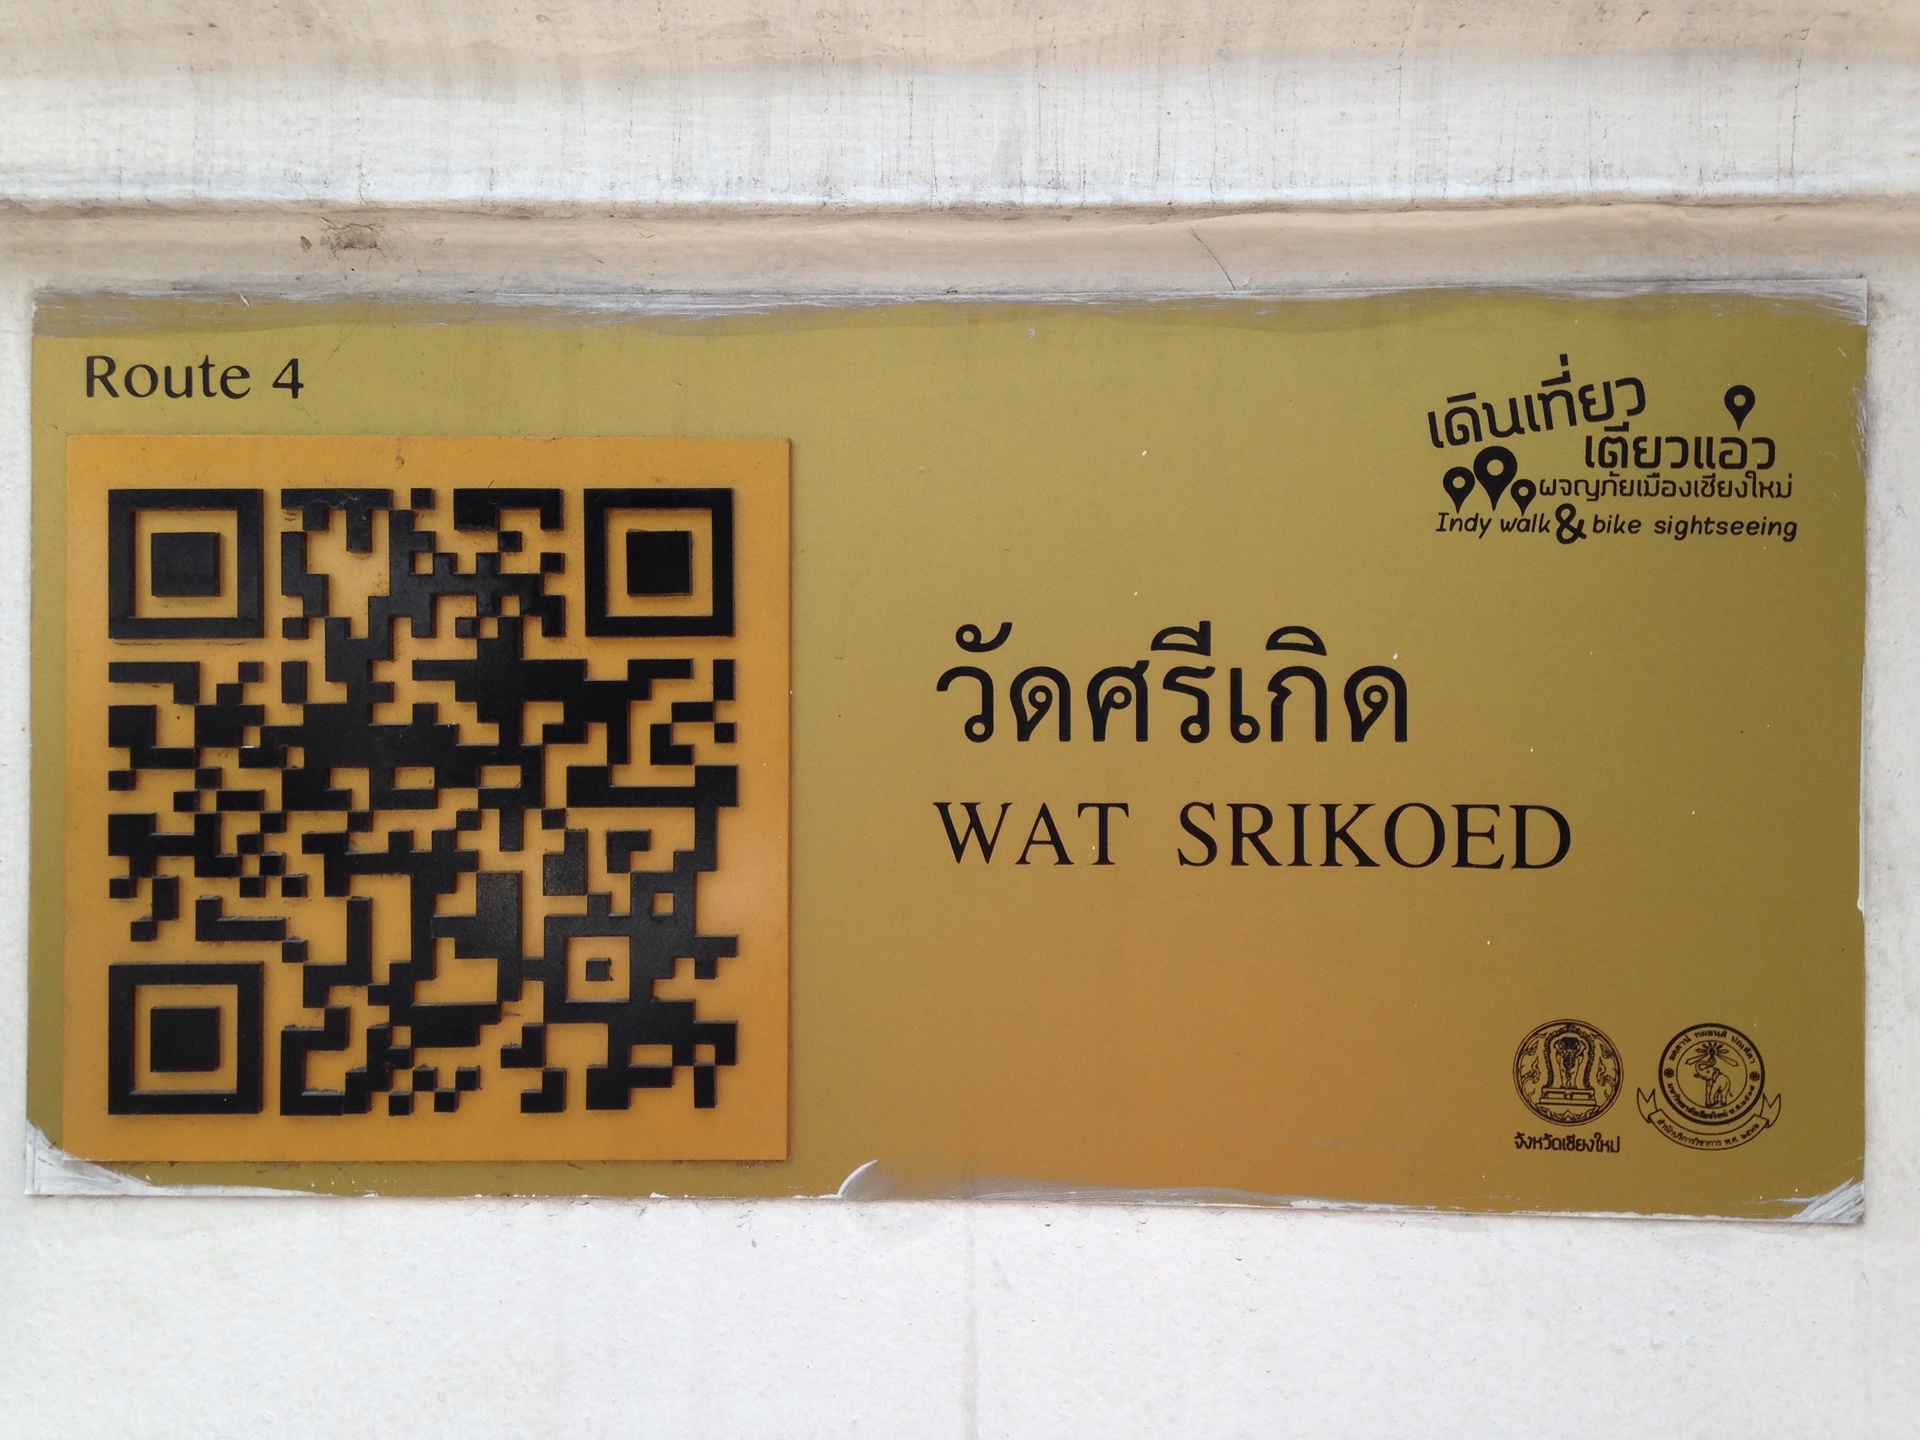 Route 4
เดินเที่ยว
เตียวแอ่ว
ผจญภัยเมืองเชียงใหม่
Indy walk & bike sightseeing
วัดศรีเกิด
WAT SRIKOED
จังหวัดเชียงใหม่